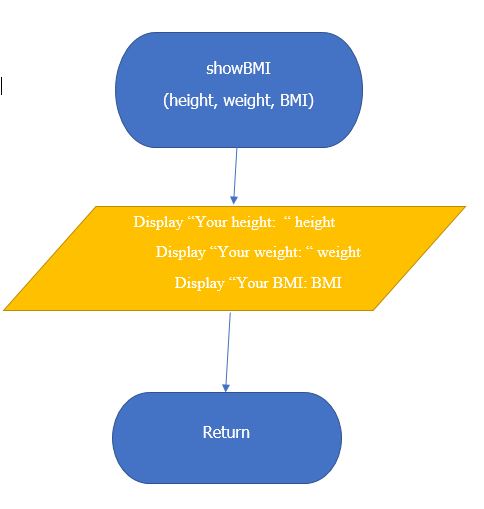 showBMI
(height, weight, BMI)
Display “Your height:  “ height
Display “Your weight: “ weight
Display “Your BMI: BMI
Return